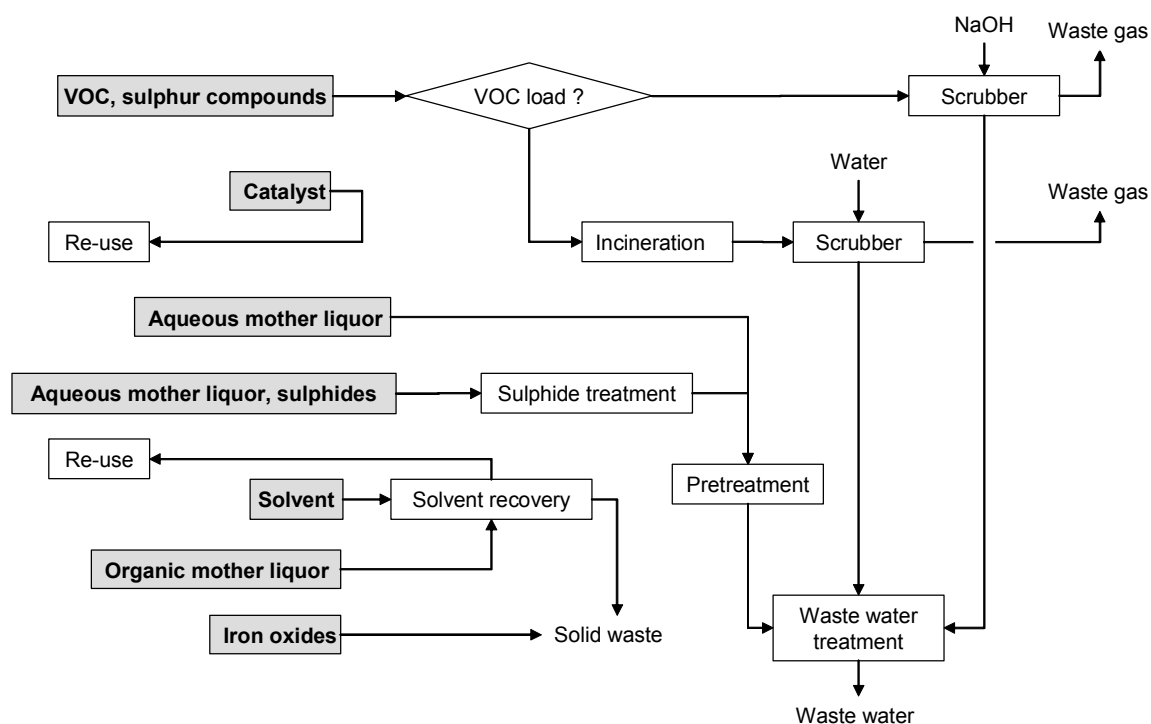 NaOH
Waste gas
VOC, sulphur compounds
VOC load ?
Scrubber
Water
Catalyst
Waste gas
Re-use
Incineration
Scrubber
Aqueous mother liquor
Aqueous mother liquor, sulphides
Sulphide treatment
Re-use
Pretreatment
Solvent
Solvent recovery
Organic mother liquor
Iron oxides
Solid waste
Waste water
treatment
Waste water